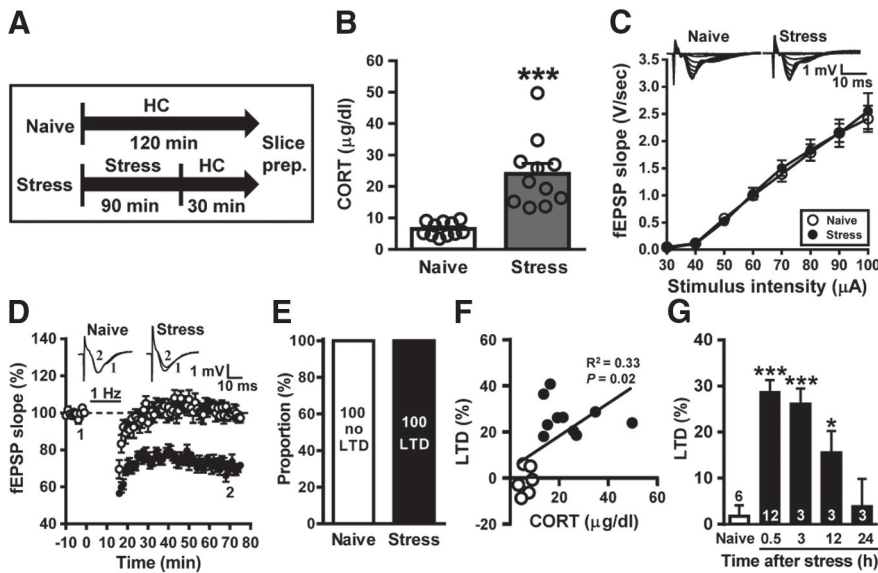 A
Naive
HC
120 min
Stress
Stress
HC
90 min
30 min
Slice
prep.
B
CORT (µg/dl)
60
50
40
30
20
10
0
***
Naive
Stress
C
Naive
Stress
1 mV
10 ms
fEPSP slope (V/sec)
3.5
3.0
2.5
2.0
1.5
1.0
0.5
0.0
Naive
Stress
30 40 50 60 70 80 90 100
Stimulus intensity (µA)
D
Naive
Stress
2
1
2
1
1 mV
10 ms
1 Hz
fEPSP slope (%)
140
120
100
80
60
40
1
2
-10 0 10 20 30 40 50 60 70 80
Time (min)
E
Proportion (%)
100
80
60
40
20
0
100
no
LTD
100
LTD
Naive
Stress
F
LTD (%)
60
40
20
0
-20
R² = 0.33
P = 0.02
20 40 60
CORT (µg/dl)
G
LTD (%)
40
30
20
10
0
***
***
*
6
12
3
3
3
Naive 0.5 3 12 24
Time after stress (h)